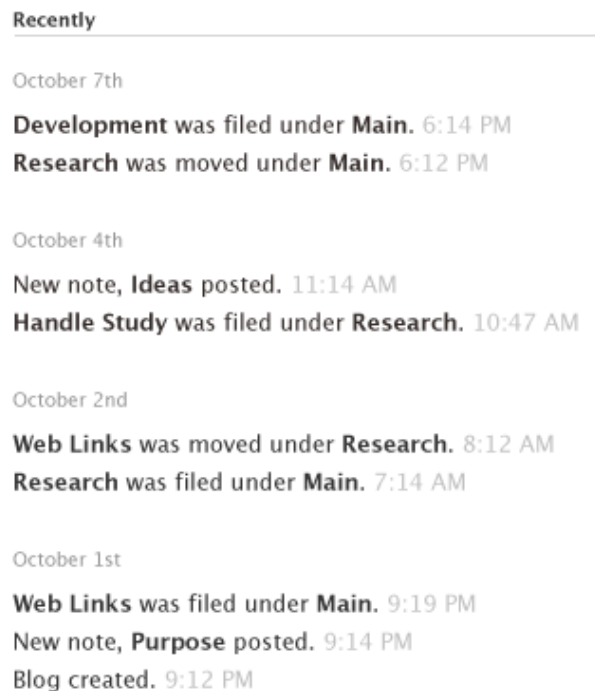 Recently
October 7th
Development was filed under Main. 6:14 PM
Research was moved under Main. 6:12 PM
October 4th
New note, Ideas posted. 11:14 AM
Handle Study was filed under Research. 10:47 AM
October 2nd
Web Links was moved under Research. 8:12 AM
Research was filed under Main. 7:14 AM
October 1st
Web Links was filed under Main. 9:19 PM
New note, Purpose posted. 9:14 PM
Blog created. 9:12 PM